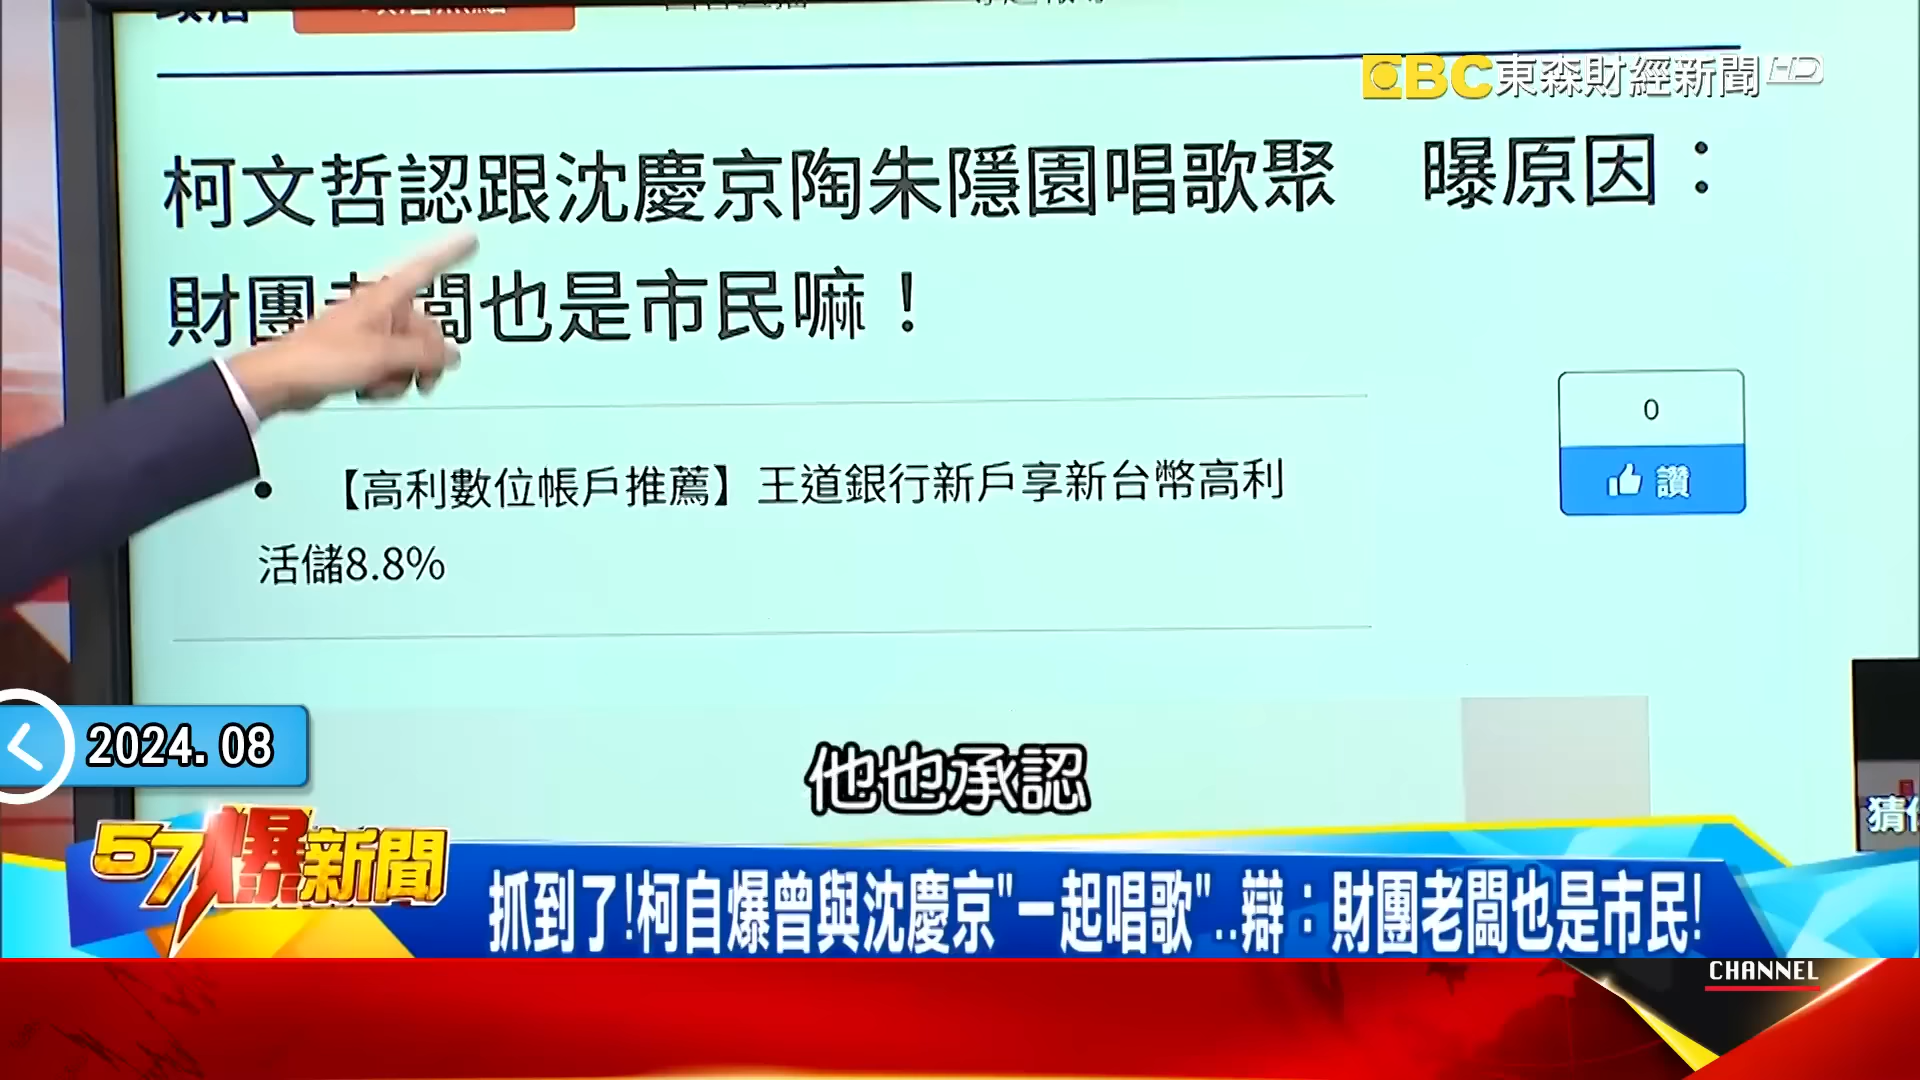 EBC東森財經新聞HD
柯文哲認跟沈慶京陶朱隱園唱歌聚 曝原因：
財團老闆也是市民嘛！
0
讚
【高利數位帳戶推薦】王道銀行新戶享新台幣高利
活儲8.8%
2024.08
他也承認
猜
57爆新聞
抓到了!柯自爆曾與沈慶京"一起唱歌"..辯：財團老闆也是市民!
CHANNEL